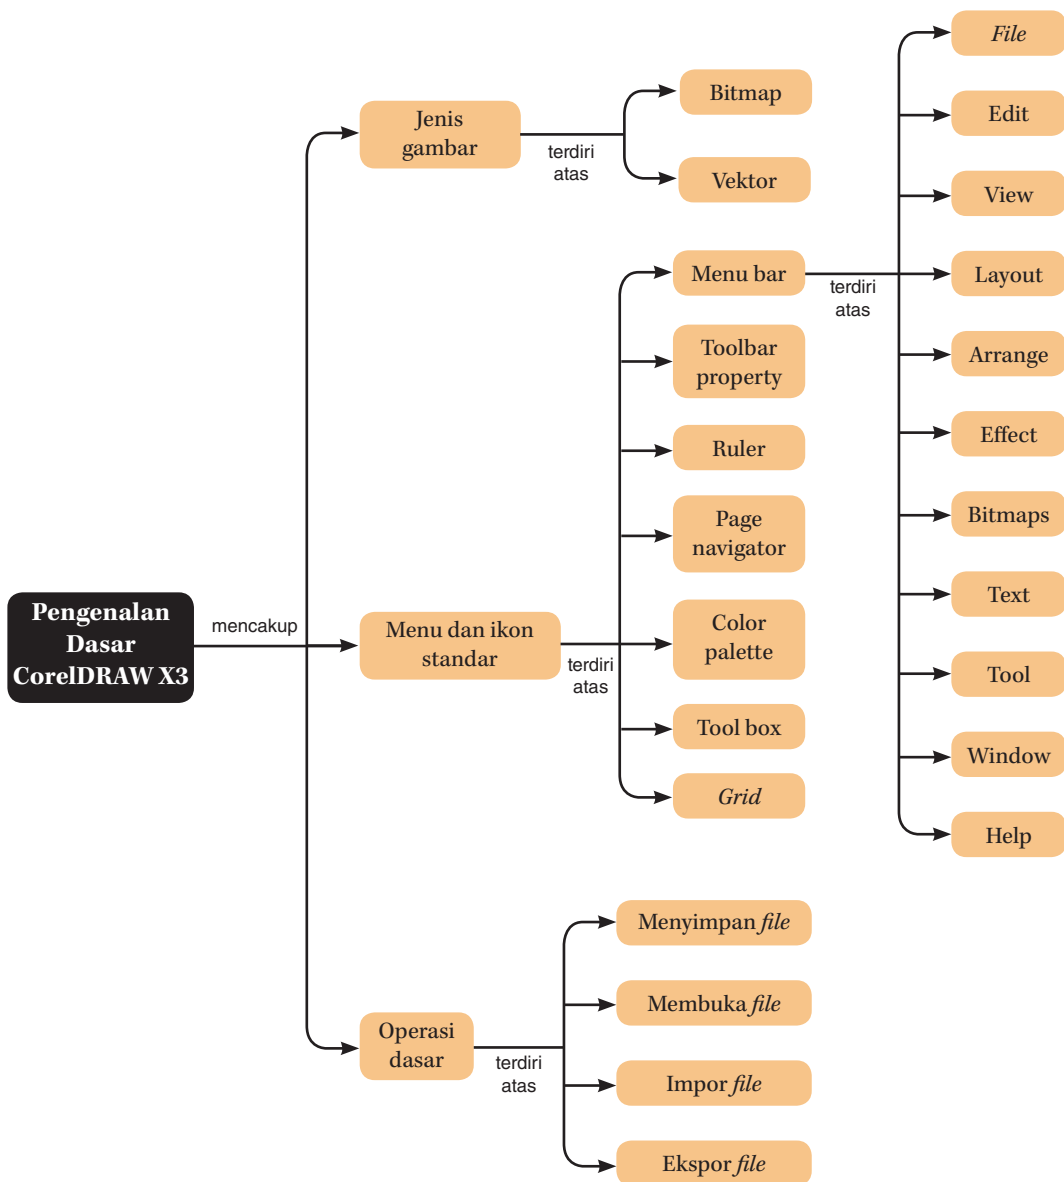 Pengenalan
Dasar
CorelDRAW X3
mencakup
Jenis
gambar
terdiri
atas
Bitmap
Vektor
Menu dan ikon
standar
terdiri
atas
Menu bar
Toolbar
property
Ruler
Page
navigator
Color
palette
Tool box
Grid
terdiri
atas
File
Edit
View
Layout
Arrange
Effect
Bitmaps
Text
Tool
Window
Help
Operasi
dasar
terdiri
atas
Menyimpan file
Membuka file
Impor file
Ekspor file